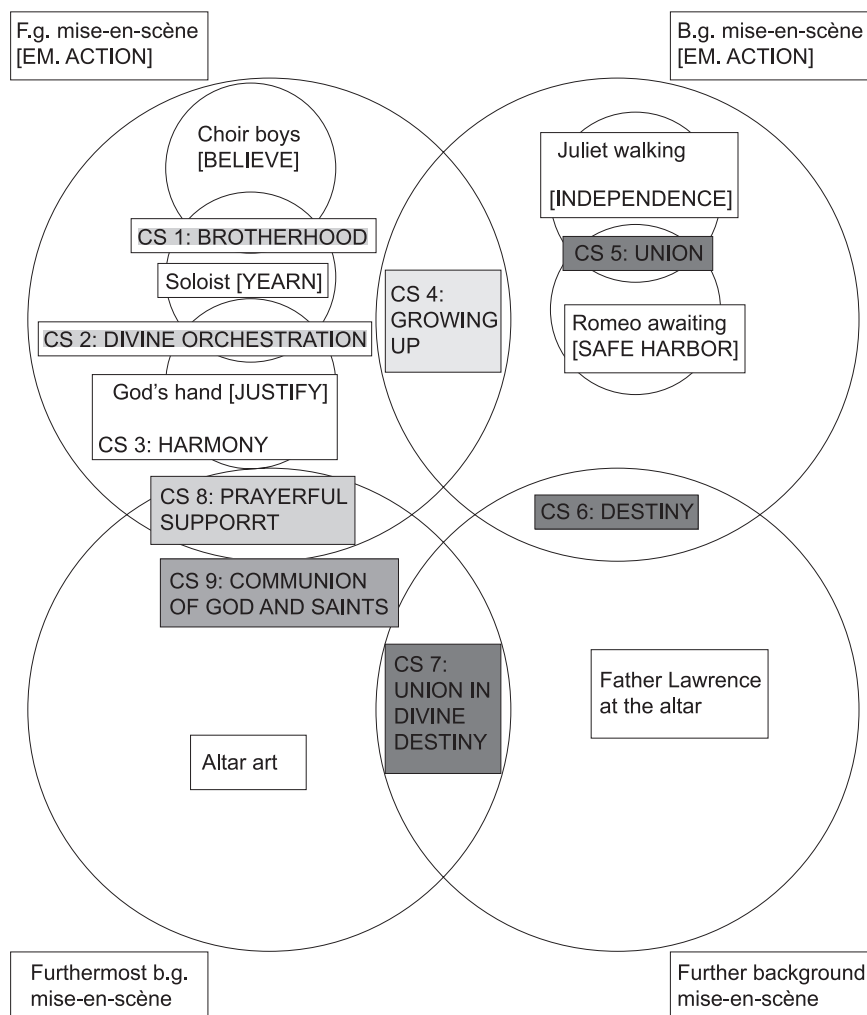 F.g. mise-en-scène
[EM. ACTION]
B.g. mise-en-scène
[EM. ACTION]
Choir boys
[BELIEVE]
CS 1: BROTHERHOOD
Soloist [YEARN]
CS 2: DIVINE ORCHESTRATION
God's hand [JUSTIFY]
CS 3: HARMONY
CS 4:
GROWING
UP
Juliet walking
[INDEPENDENCE]
CS 5: UNION
Romeo awaiting
[SAFE HARBOR]
CS 8: PRAYERFUL
SUPPORRT
CS 6: DESTINY
CS 9: COMMUNION
OF GOD AND SAINTS
CS 7:
UNION IN
DIVINE
DESTINY
Father Lawrence
at the altar
Altar art
Furthermost b.g.
mise-en-scène
Further background
mise-en-scène